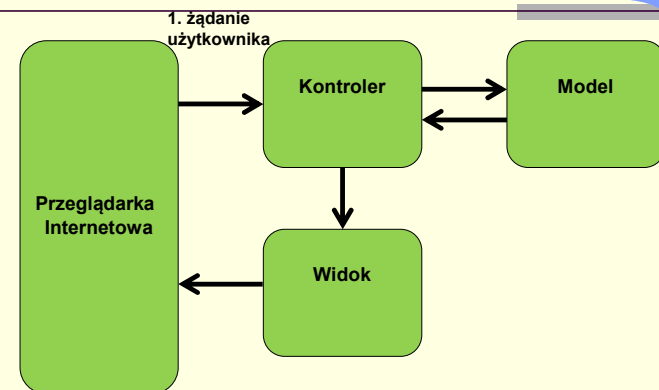 1. żądanie
użytkownika
Kontroler
Model
Przeglądarka
Internetowa
Widok